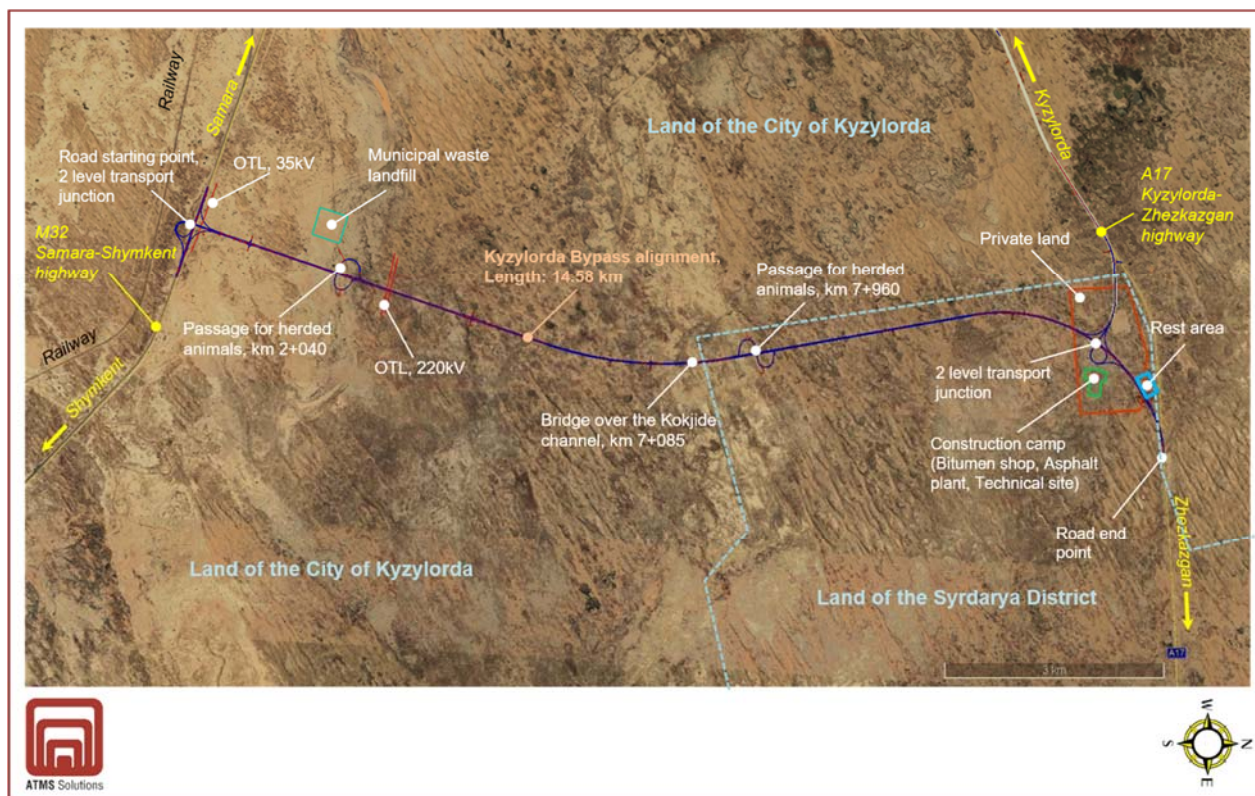 Railway
Samara
Road starting point,
2 level transport
junction
OTL, 35kV
Municipal waste
landfill
Land of the City of Kyzylorda
Kyzylorda
A17
Kyzylorda-
Zhezkazgan
highway
M32
Samara-Shymkent
highway
Private land
Kyzylorda Bypass alignment,
Length: 14.58 km
Passage for herded
animals, km 7+960
Rest area
Railway
Passage for herded
animals, km 2+040
OTL, 220kV
2 level transport
junction
Shymkent
Bridge over the Kokjide
channel, km 7+085
Construction camp
(Bitumen shop, Asphalt
plant, Technical site)
Road end
point
Zhezkazgan
Land of the City of Kyzylorda
Land of the Syrdarya District
A17
3 km
ATMS Solutions
W
S
N
E